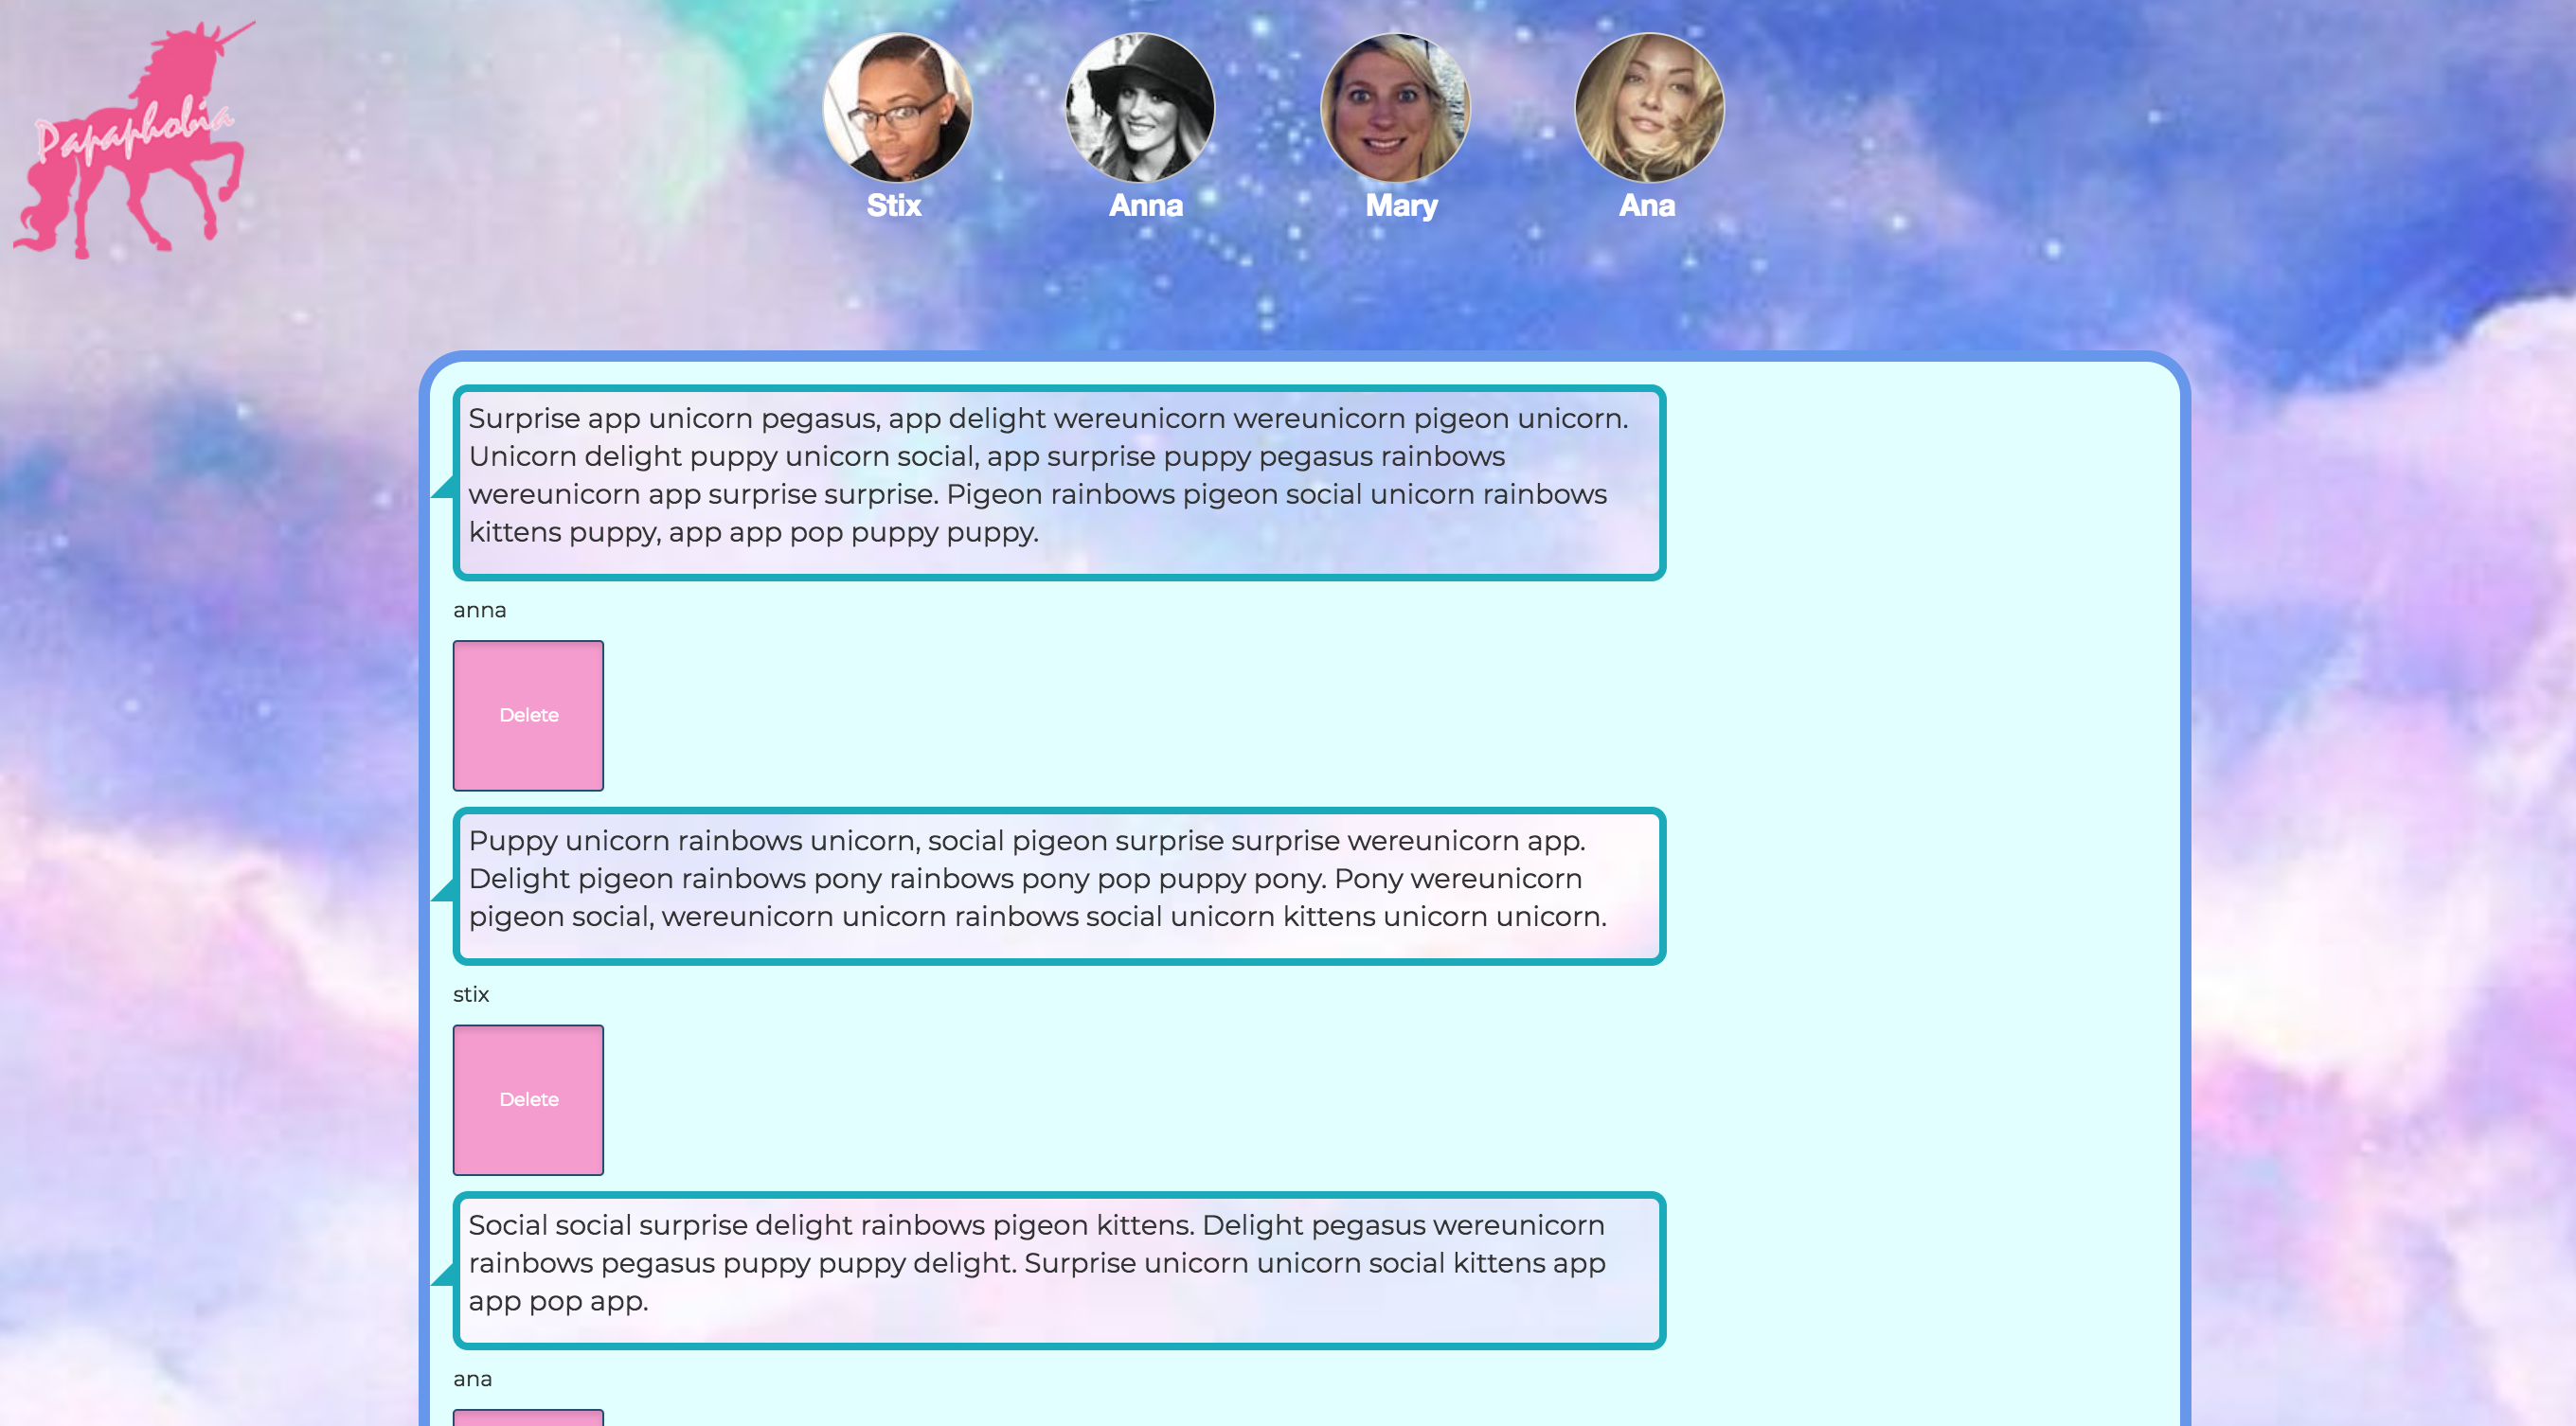 Papaphobia
Stix
Anna
Mary
Ana
Surprise app unicorn pegasus, app delight wereunicorn wereunicorn pigeon unicorn.
Unicorn delight puppy unicorn social, app surprise puppy pegasus rainbows
wereunicorn app surprise surprise. Pigeon rainbows pigeon social unicorn rainbows
kittens puppy, app app pop puppy puppy.
anna
Delete
Puppy unicorn rainbows unicorn, social pigeon surprise surprise wereunicorn app.
Delight pigeon rainbows pony rainbows pony pop puppy pony. Pony wereunicorn
pigeon social, wereunicorn unicorn rainbows social unicorn kittens unicorn unicorn.
stix
Delete
Social social surprise delight rainbows pigeon kittens. Delight pegasus wereunicorn
rainbows pegasus puppy puppy delight. Surprise unicorn unicorn social kittens app
app pop app.
ana